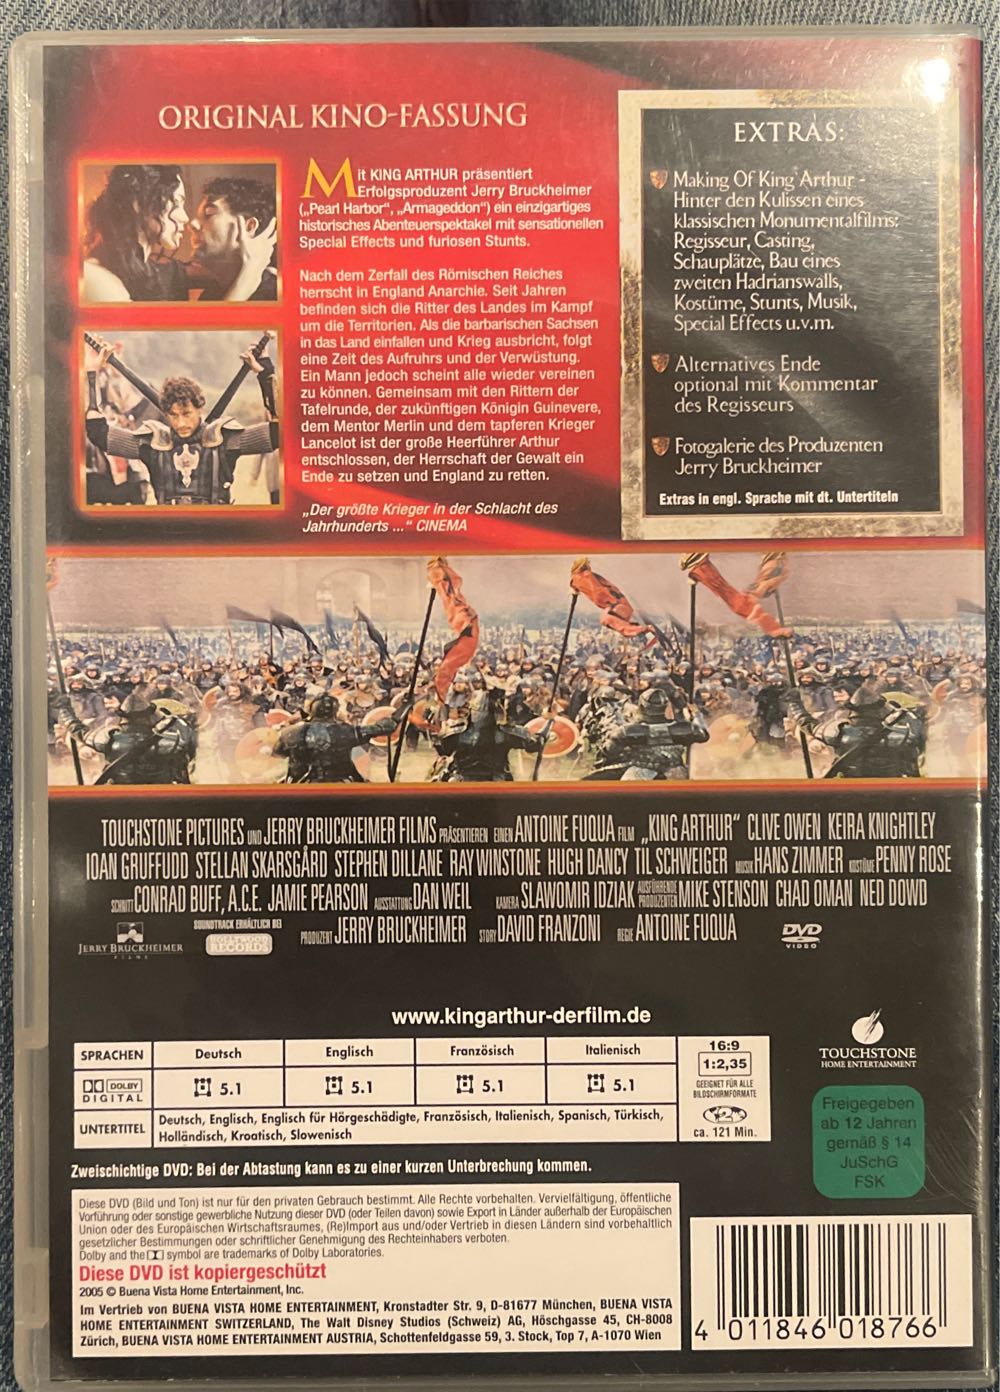 ORIGINAL KINO-FASSUNG
Mit KING ARTHUR präsentiert
Erfolgsproduzent Jerry Bruckheimer
(„Pearl Harbor", „Armageddon") ein einzigartiges
historisches Abenteuerspektakel mit sensationellen
Special Effects und furiosen Stunts.
Nach dem Zerfall des Römischen Reiches
herrscht in England Anarchie. Seit Jahren
befinden sich die Ritter des Landes im Kampf
um die Territorien. Als die barbarischen Sachsen
in das Land einfallen und Krieg ausbricht, folgt
eine Zeit des Aufruhrs und der Verwüstung.
Ein Mann jedoch scheint alle wieder vereinen
zu können. Gemeinsam mit den Rittern der
Tafelrunde, der zukünftigen Königin Guinevere,
dem Mentor Merlin und dem tapferen Krieger
Lancelot ist der große Heerführer Arthur
entschlossen, der Herrschaft der Gewalt ein
Ende zu setzen und England zu retten.
„Der größte Krieger in der Schlacht des
Jahrhunderts ..." CINEMA
EXTRAS:
Making Of King Arthur -
Hinter den Kulissen eines
klassischen Monumentalfilms:
Regisseur, Casting,
Schauplätze, Bau eines
zweiten Hadrianswalls,
Kostüme, Stunts, Musik,
Special Effects u.v.m.
Alternatives Ende
optional mit Kommentar
des Regisseurs
Fotogalerie des Produzenten
Jerry Bruckheimer
Extras in engl. Sprache mit dt. Untertiteln
TOUCHSTONE PICTURES UND JERRY BRUCKHEIMER FILMS PRÄSENTIEREN EINEN ANTOINE FUQUA FILM „KING ARTHUR" CLIVE OWEN KEIRA KNIGHTLEY
IOAN GRUFFUDD STELLAN SKARSGÅRD STEPHEN DILLANE RAY WINSTONE HUGH DANCY TIL SCHWEIGER MUSIK HANS ZIMMER KOSTÜME PENNY ROSE
SCHNITT CONRAD BUFF, A.C.E. JAMIE PEARSON AUSSTATTUNG DAN WEIL KAMERA SLAWOMIR IDZIAK AUSFÜHRENDE PRODUZENTEN MIKE STENSON CHAD OMAN NED DOWD
JERRY BRUCKHEIMER
FILMS
SOUNDTRACK ERHÄLTLICH BEI
HOLLYWOOD
RECORDS
PRODUZENT JERRY BRUCKHEIMER STORY DAVID FRANZONI REGIE ANTOINE FUQUA
DVD
VIDEO
www.kingarthur-derfilm.de
TOUCHSTONE
HOME ENTERTAINMENT
SPRACHEN Deutsch Englisch Französisch Italienisch
DOLBY
DIGITAL 5.1 5.1 5.1 5.1
UNTERTITEL Deutsch, Englisch, Englisch für Hörgeschädigte, Französisch, Italienisch, Spanisch, Türkisch,
Holländisch, Kroatisch, Slowenisch
16:9
1:2,35
GEEIGNET FÜR ALLE
BILDSCHIRMFORMATE
2
ca. 121 Min.
Freigegeben
ab 12 Jahren
gemäß § 14
JuSchG
FSK
Zweischichtige DVD: Bei der Abtastung kann es zu einer kurzen Unterbrechung kommen.
Diese DVD (Bild und Ton) ist nur für den privaten Gebrauch bestimmt. Alle Rechte vorbehalten. Vervielfältigung, öffentliche
Vorführung oder sonstige gewerbliche Nutzung dieser DVD (oder Teilen davon) sowie Export in Länder außerhalb der Europäischen
Union oder des Europäischen Wirtschaftsraumes, (Re)Import aus und/oder Vertrieb in diesen Ländern sind vorbehaltlich
gesetzlicher Bestimmungen oder schriftlicher Genehmigung des Rechteinhabers verboten.
Dolby and the symbol are trademarks of Dolby Laboratories.
Diese DVD ist kopiergeschützt
2005 © Buena Vista Home Entertainment, Inc.
Im Vertrieb von BUENA VISTA HOME ENTERTAINMENT, Kronstadter Str. 9, D-81677 München, BUENA VISTA
HOME ENTERTAINMENT SWITZERLAND, The Walt Disney Studios (Schweiz) AG, Höschgasse 45, CH-8008
Zürich, BUENA VISTA HOME ENTERTAINMENT AUSTRIA, Schottenfeldgasse 59, 3. Stock, Top 7, A-1070 Wien
4 011846 018766